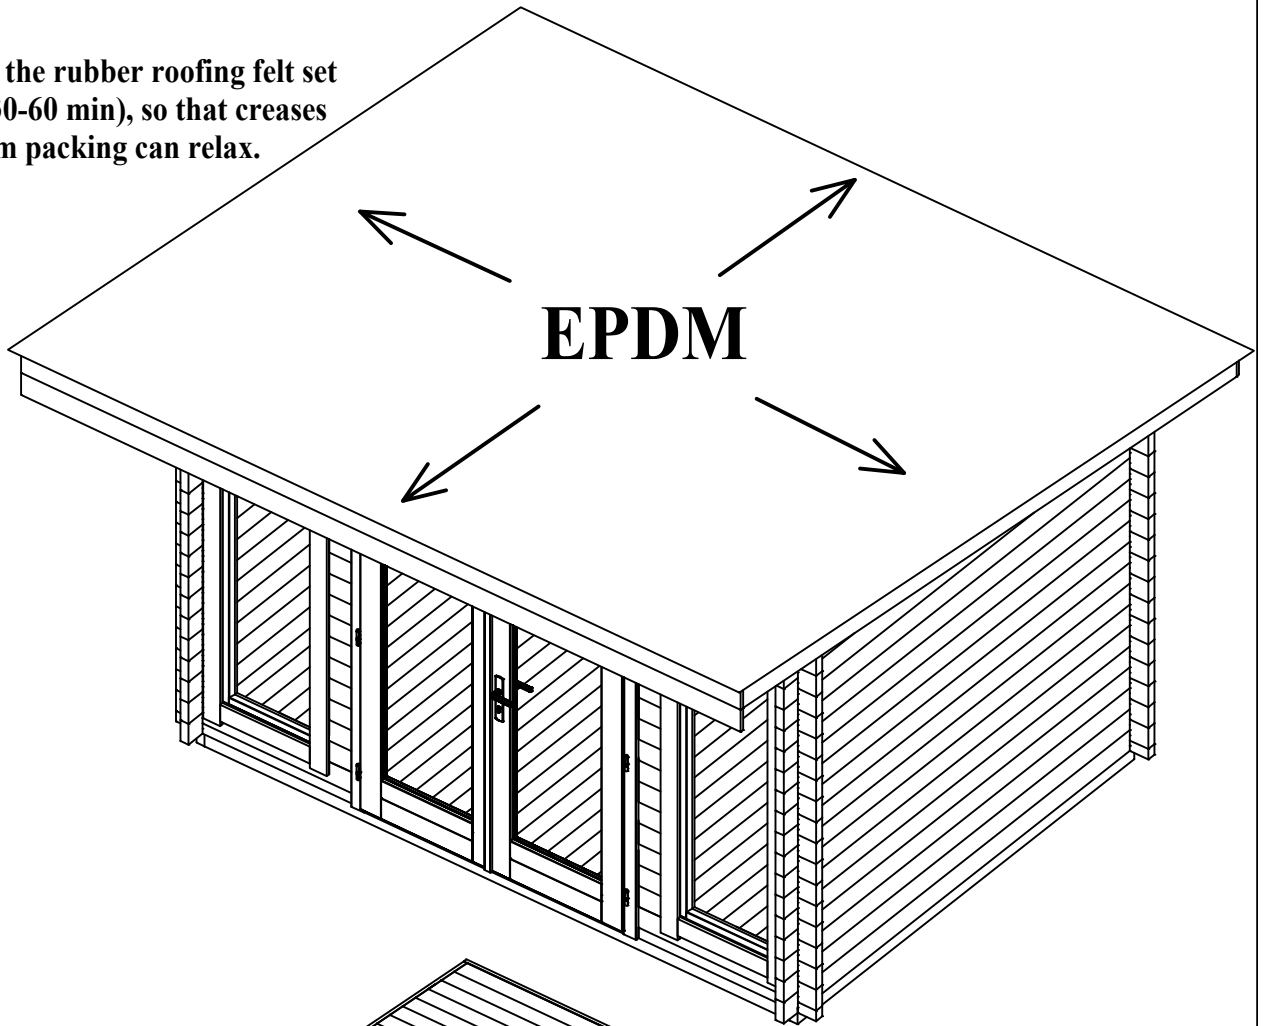 the rubber roofing felt set
0-60 min), so that creases
packing can relax.
EPDM